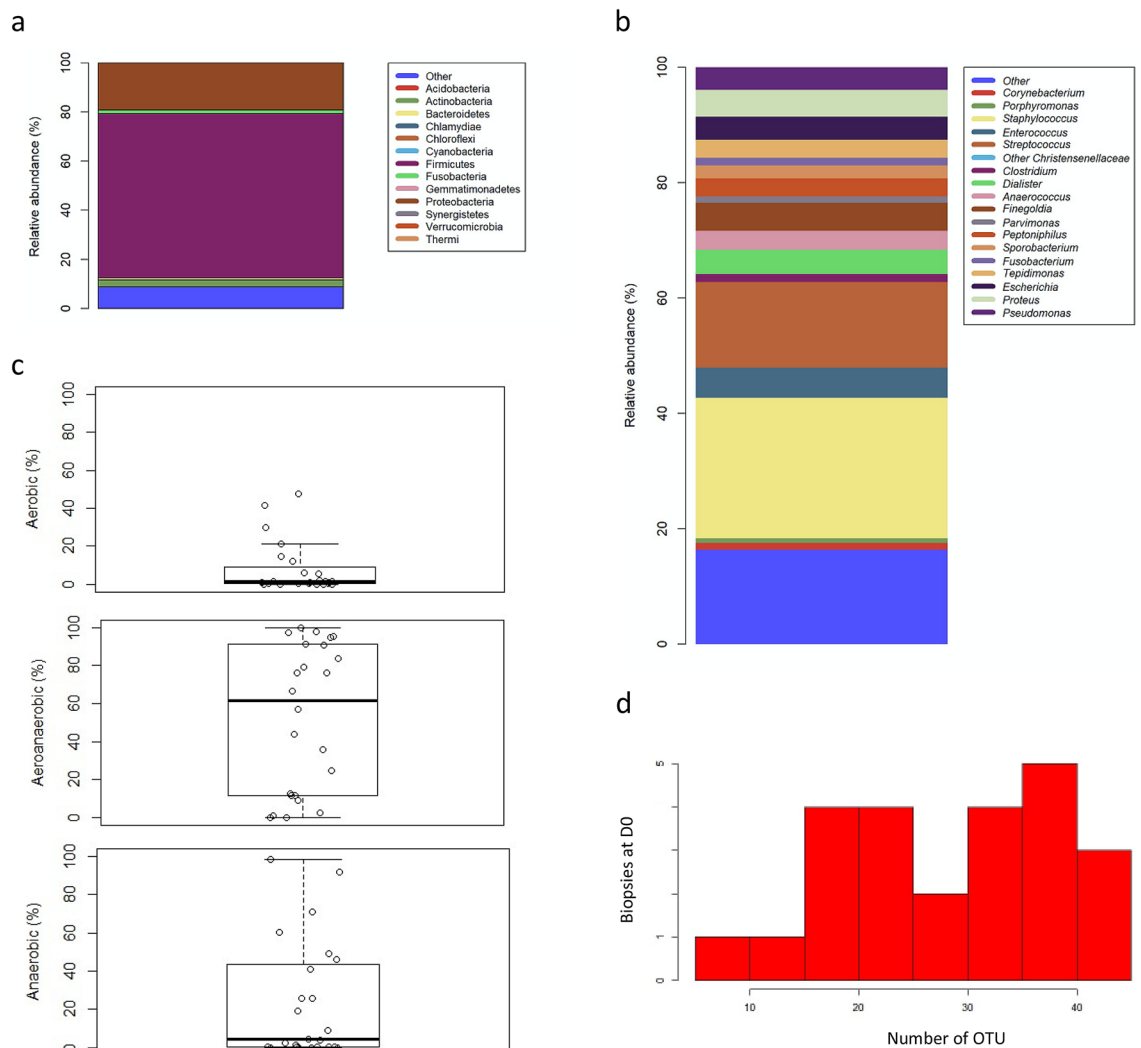 a
Relative abundance (%)
100
80
60
40
20
0
Other
Acidobacteria
Actinobacteria
Bacteroidetes
Chlamydiae
Chloroflexi
Cyanobacteria
Firmicutes
Fusobacteria
Gemmatimonadetes
Proteobacteria
Synergistetes
Verrucomicrobia
Thermi
b
Relative abundance (%)
100
80
60
40
20
0
Other
Corynebacterium
Porphyromonas
Staphylococcus
Enterococcus
Streptococcus
Other Christensenellaceae
Clostridium
Dialister
Anaerococcus
Finegoldia
Parvimonas
Peptoniphilus
Sporobacterium
Fusobacterium
Tepidimonas
Escherichia
Proteus
Pseudomonas
c
Aerobic (%)
100
80
60
40
20
0
Aeroanaerobic (%)
100
80
60
40
20
0
Anaerobic (%)
100
80
60
40
20
0
d
Biopsies at D0
5
1
0
10 20 30 40
Number of OTU